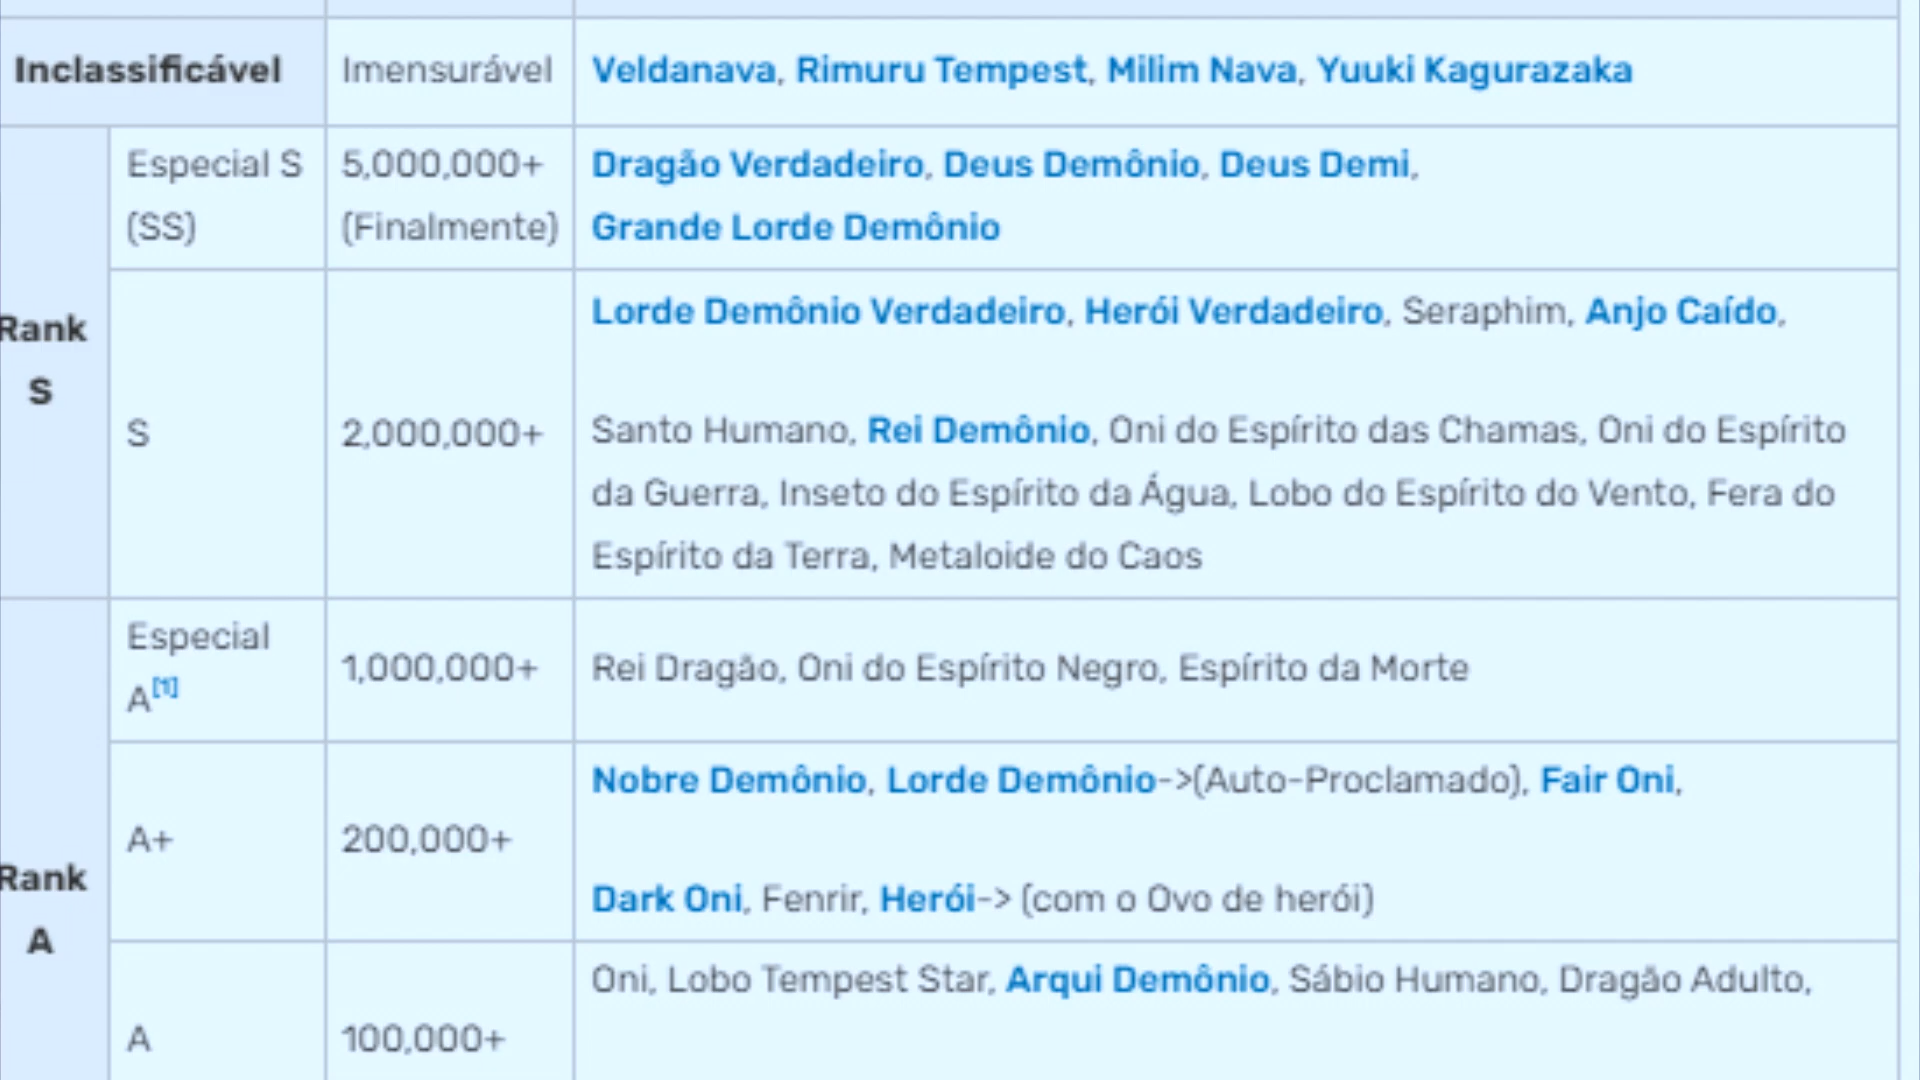 Inclassificável
Imensurável
Veldanava, Rimuru Tempest, Milim Nava, Yuuki Kagurazaka
Rank
S
Especial S
(SS)
5,000,000+
(Finalmente)
Dragão Verdadeiro, Deus Demônio, Deus Demi,
Grande Lorde Demônio
S
2,000,000+
Lorde Demônio Verdadeiro, Herói Verdadeiro, Seraphim, Anjo Caído,
Santo Humano, Rei Demônio, Oni do Espírito das Chamas, Oni do Espírito
da Guerra, Inseto do Espírito da Água, Lobo do Espírito do Vento, Fera do
Espírito da Terra, Metaloide do Caos
Rank
A
Especial
A[1]
1,000,000+
Rei Dragão, Oni do Espírito Negro, Espírito da Morte
A+
200,000+
Nobre Demônio, Lorde Demônio->(Auto-Proclamado), Fair Oni,
Dark Oni, Fenrir, Herói-> (com o Ovo de herói)
A
100,000+
Oni, Lobo Tempest Star, Arqui Demônio, Sábio Humano, Dragão Adulto,